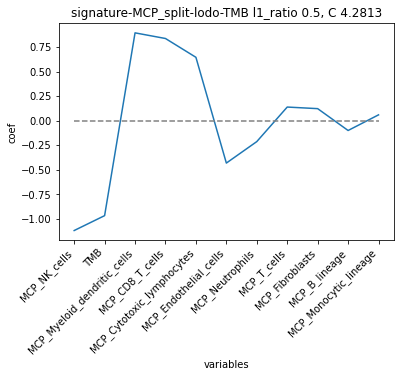 signature-MCP_split-lodo-TMB l1_ratio 0.5, C 4.2813
0.75
0.50
0.25
0.00
−0.25
−0.50
−0.75
−1.00
coef
MCP_NK_cells
TMB
MCP_Myeloid_dendritic_cells
MCP_CD8_T_cells
MCP_Cytotoxic_lymphocytes
MCP_Endothelial_cells
MCP_Neutrophils
MCP_T_cells
MCP_Fibroblasts
MCP_B_lineage
MCP_Monocytic_lineage
variables